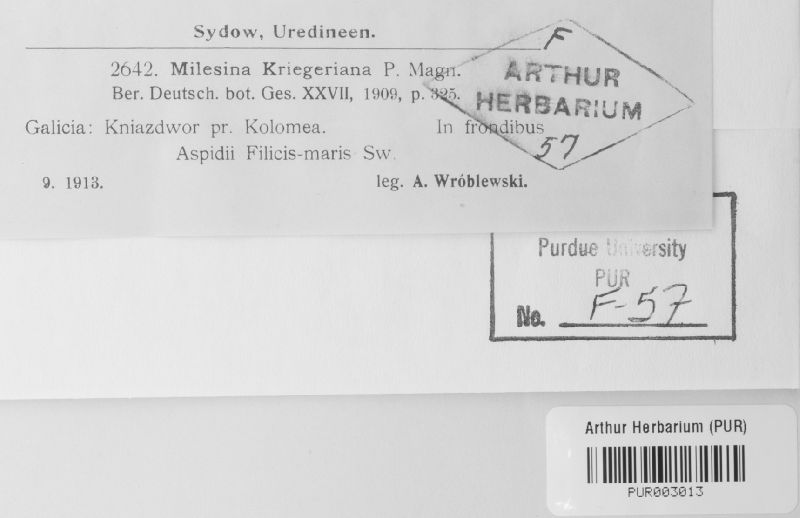 Sydow, Uredineen.
2642. Milesina Kriegeriana P. Magn.
Ber. Deutsch. bot. Ges. XXVII, 1909, p. 325.
Galicia: Kniazdwor pr. Kolomea. In frondibus
Aspidii Filicis-maris Sw.
9. 1913. leg. A. Wróblewski.
F
ARTHUR
HERBARIUM
57
Purdue University
PUR
No. F-57
Arthur Herbarium (PUR)
PUR003013